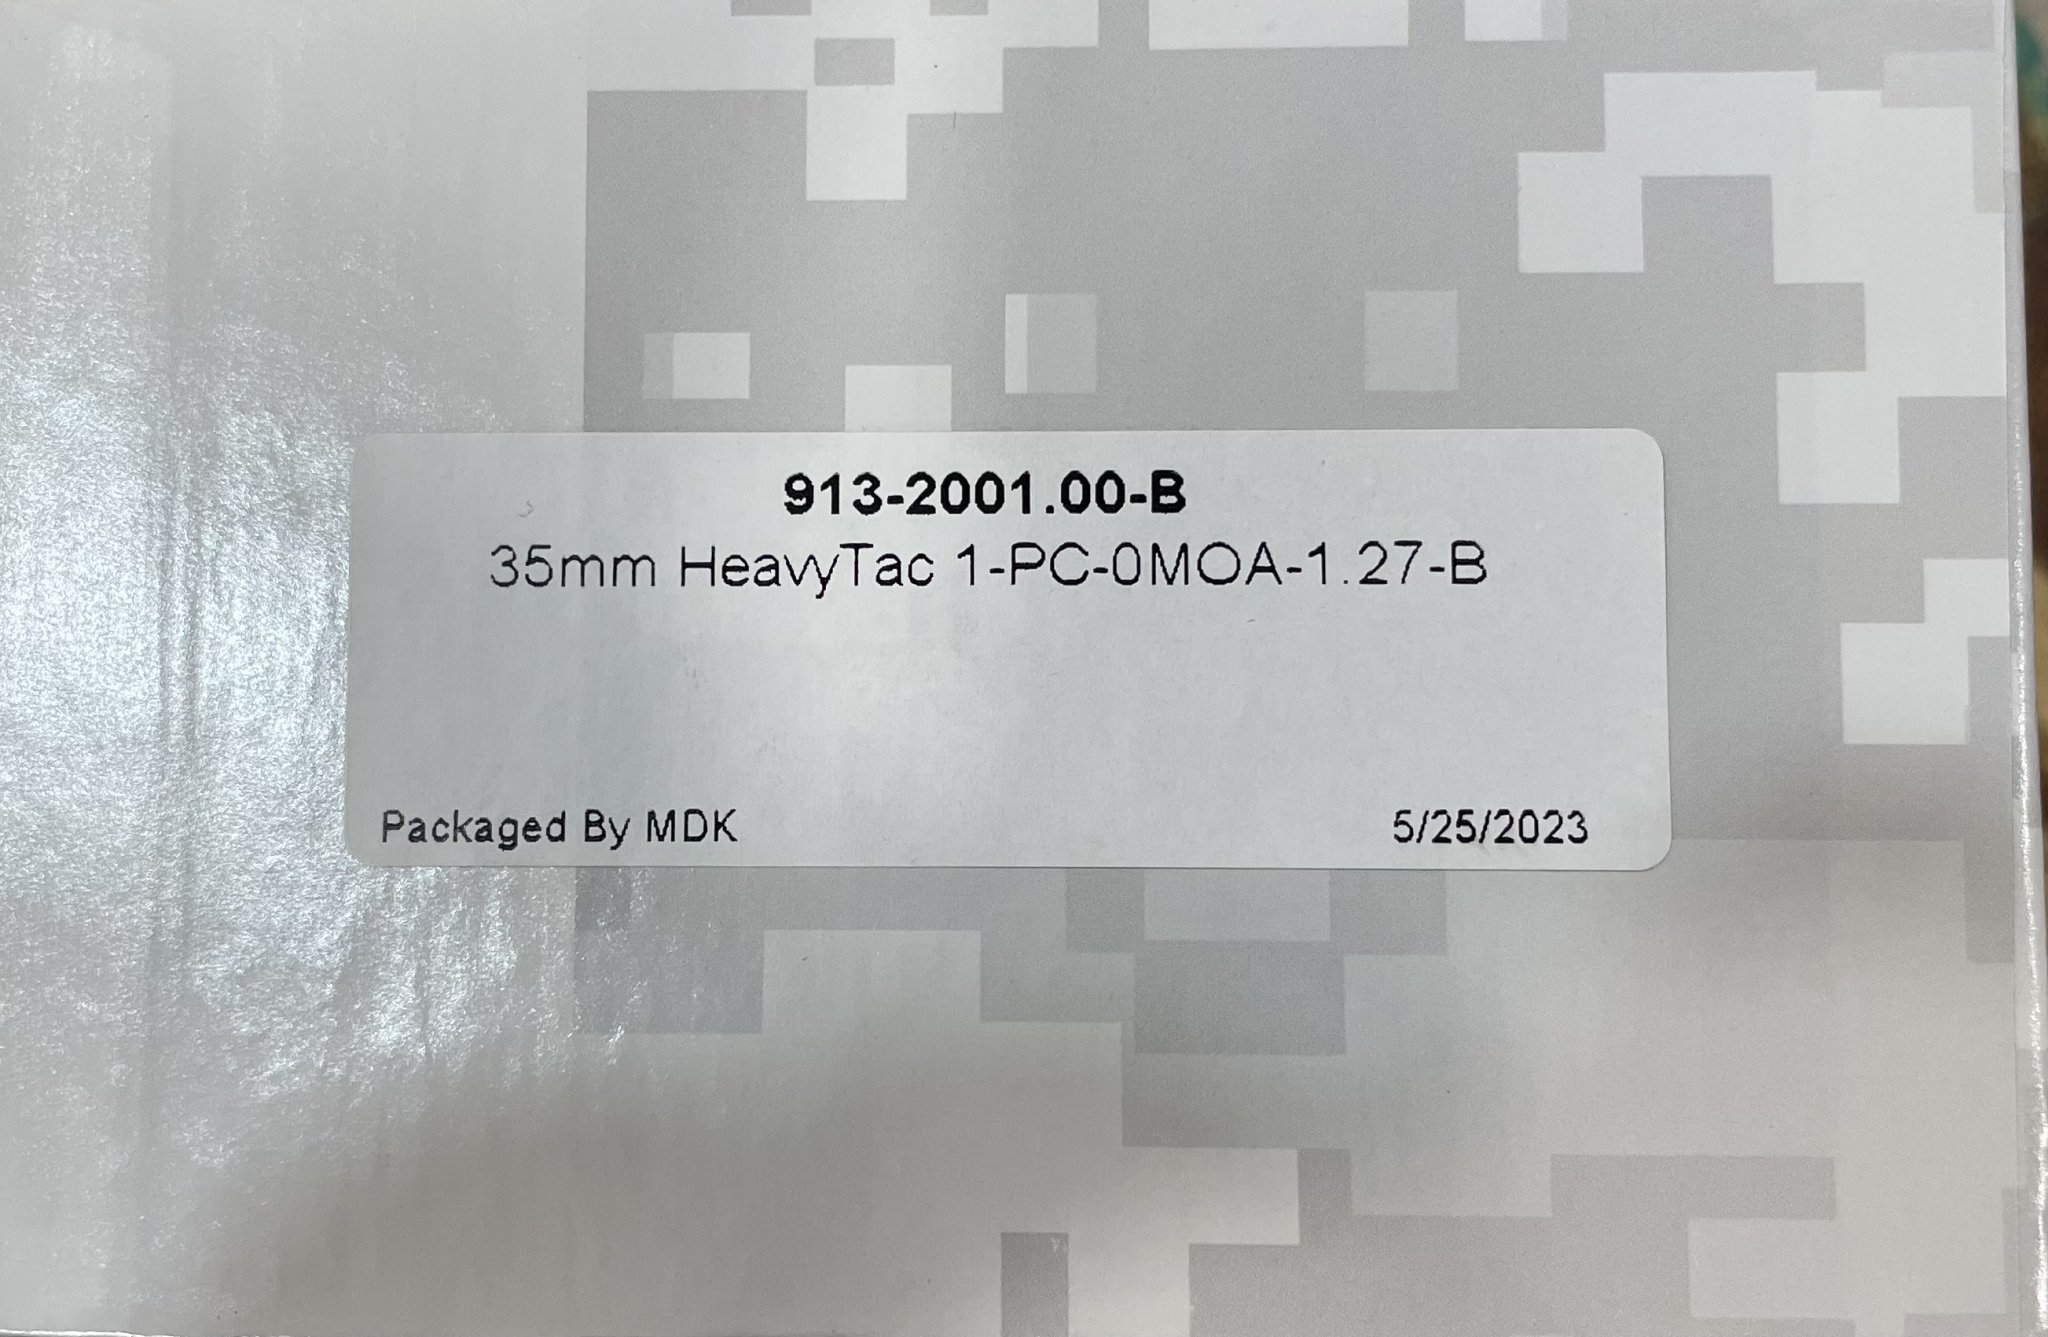 913-2001.00-B
35mm HeavyTac 1-PC-0MOA-1.27-B
Packaged By MDK
5/25/2023